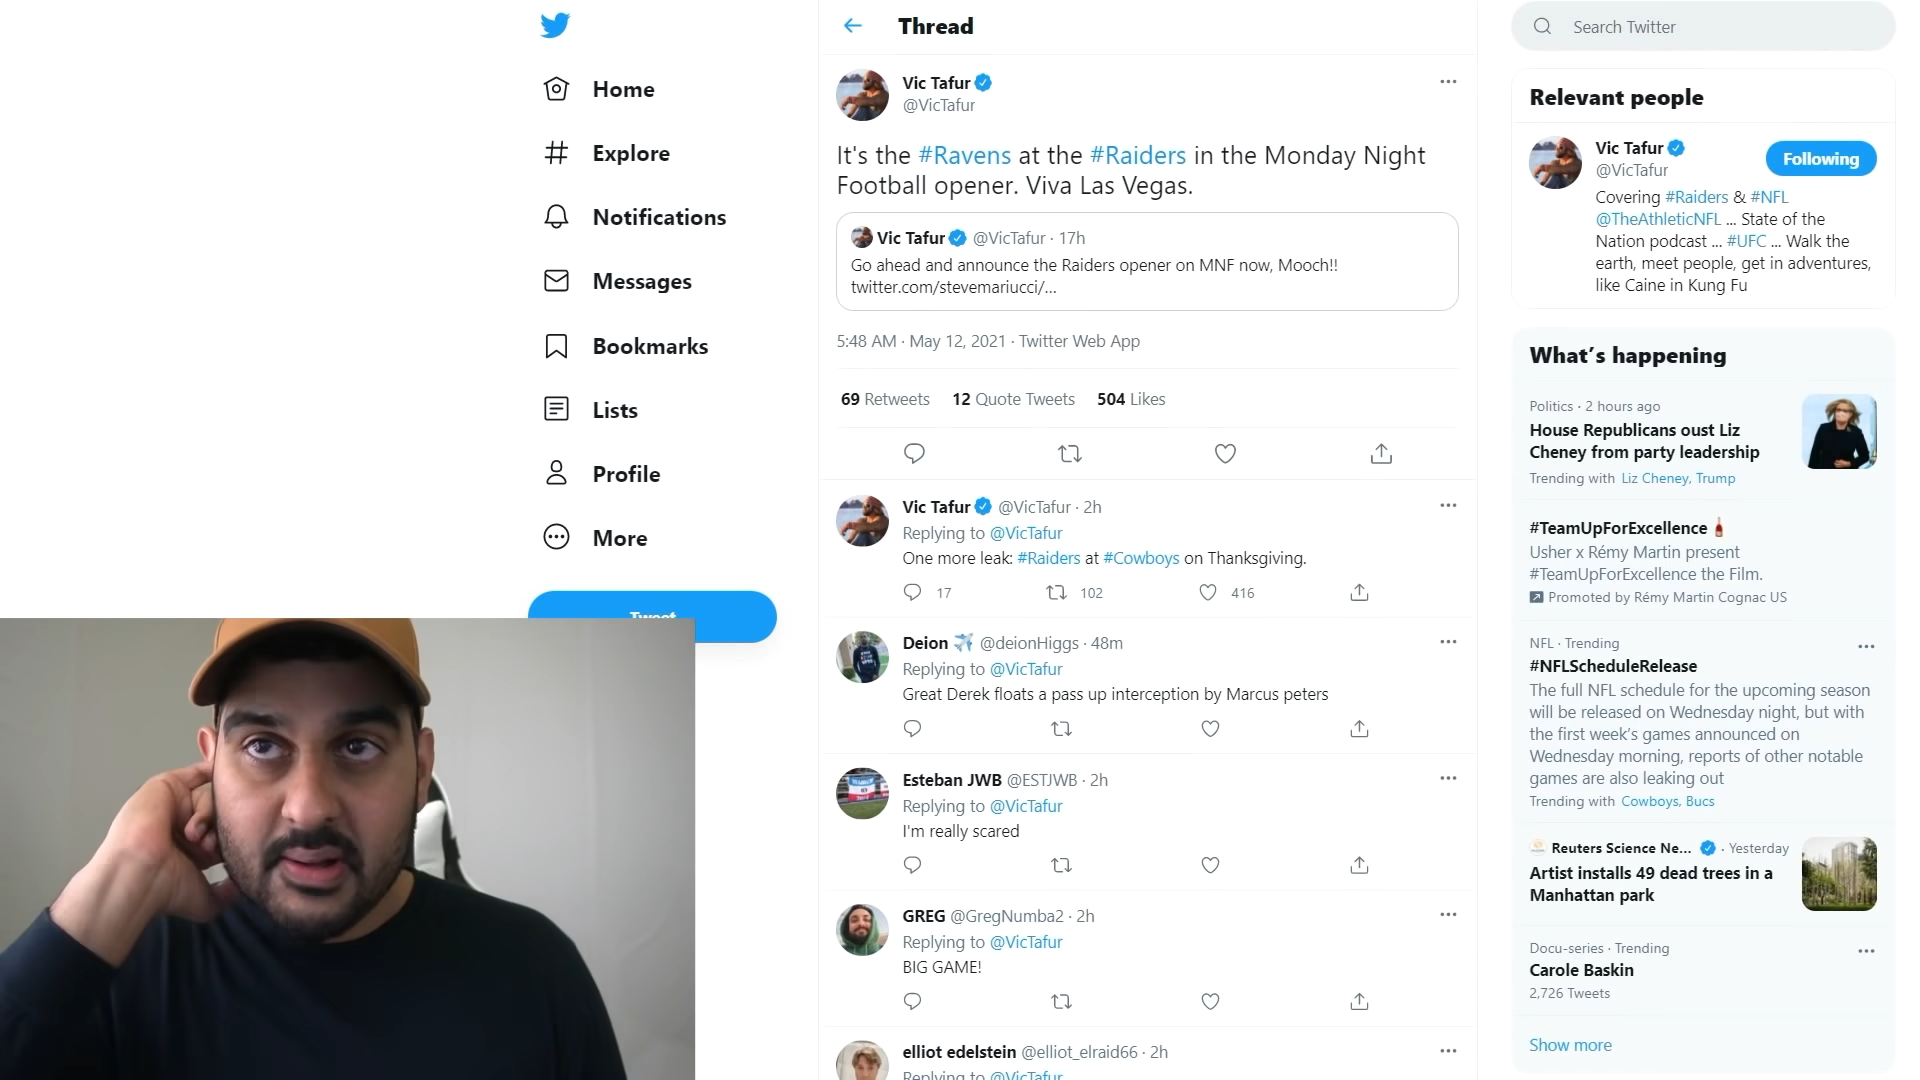 Home
Explore
Notifications
Messages
Bookmarks
Lists
Profile
More
Tweet
Thread
Vic Tafur
@VicTafur
It's the #Ravens at the #Raiders in the Monday Night
Football opener. Viva Las Vegas.
Vic Tafur @VicTafur · 17h
Go ahead and announce the Raiders opener on MNF now, Mooch!!
twitter.com/stevemariucci/...
5:48 AM · May 12, 2021 · Twitter Web App
69 Retweets 12 Quote Tweets 504 Likes
Vic Tafur @VicTafur · 2h
Replying to @VicTafur
One more leak: #Raiders at #Cowboys on Thanksgiving.
17 102 416
Deion @deionHiggs · 48m
Replying to @VicTafur
Great Derek floats a pass up interception by Marcus peters
Esteban JWB @ESTJWB · 2h
Replying to @VicTafur
I'm really scared
GREG @GregNumba2 · 2h
Replying to @VicTafur
BIG GAME!
elliot edelstein @elliot_elraid66 · 2h
Replying to @VicTafur
Search Twitter
Relevant people
Vic Tafur
@VicTafur
Following
Covering #Raiders & #NFL
@TheAthleticNFL ... State of the
Nation podcast ... #UFC ... Walk the
earth, meet people, get in adventures,
like Caine in Kung Fu
What's happening
Politics · 2 hours ago
House Republicans oust Liz
Cheney from party leadership
Trending with Liz Cheney, Trump
#TeamUpForExcellence
Usher x Rémy Martin present
#TeamUpForExcellence the Film.
Promoted by Rémy Martin Cognac US
NFL · Trending
#NFLScheduleRelease
The full NFL schedule for the upcoming season
will be released on Wednesday night, but with
the first week's games announced on
Wednesday morning, reports of other notable
games are also leaking out
Trending with Cowboys, Bucs
Reuters Science Ne... · Yesterday
Artist installs 49 dead trees in a
Manhattan park
Docu-series · Trending
Carole Baskin
2,726 Tweets
Show more